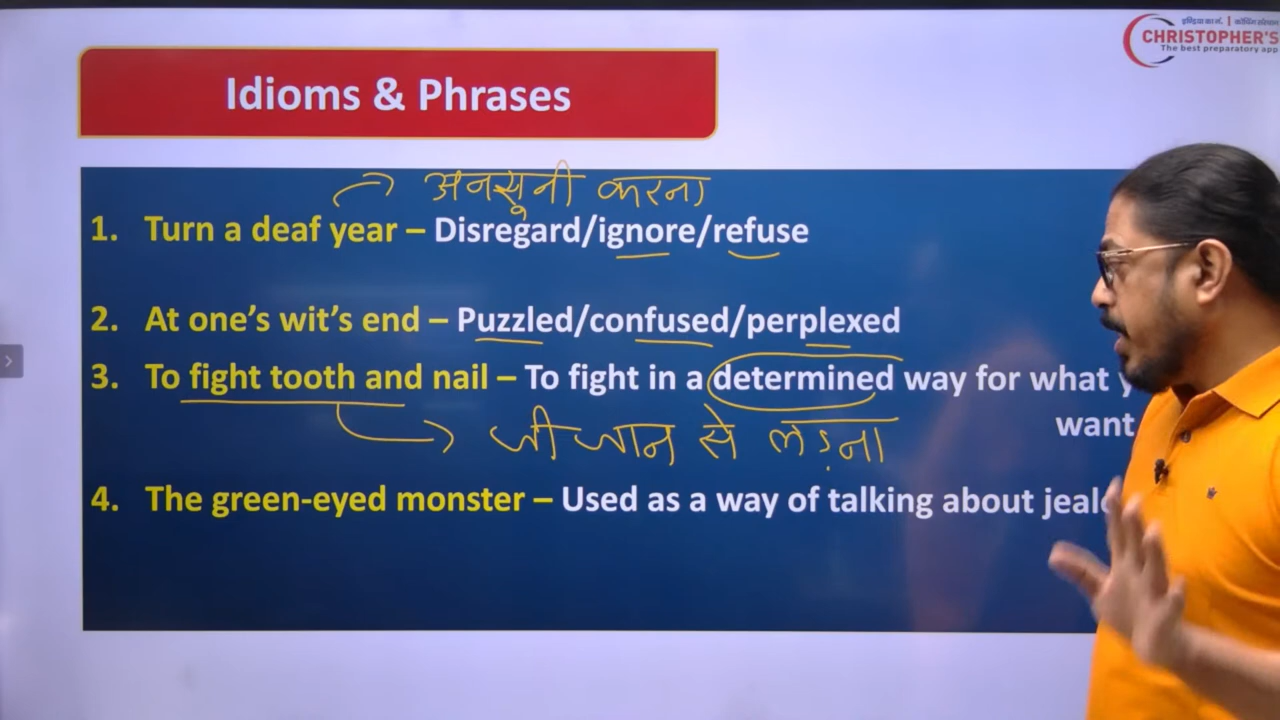 इण्डिया का नं. 1 कोचिंग संस्थान
CHRISTOPHER'S
The best preparatory app
Idioms & Phrases
अनसुनी करना
1. Turn a deaf year – Disregard/ignore/refuse
2. At one's wit's end – Puzzled/confused/perplexed
3. To fight tooth and nail – To fight in a determined way for what
want
जी जान से लड़ना
4. The green-eyed monster – Used as a way of talking about